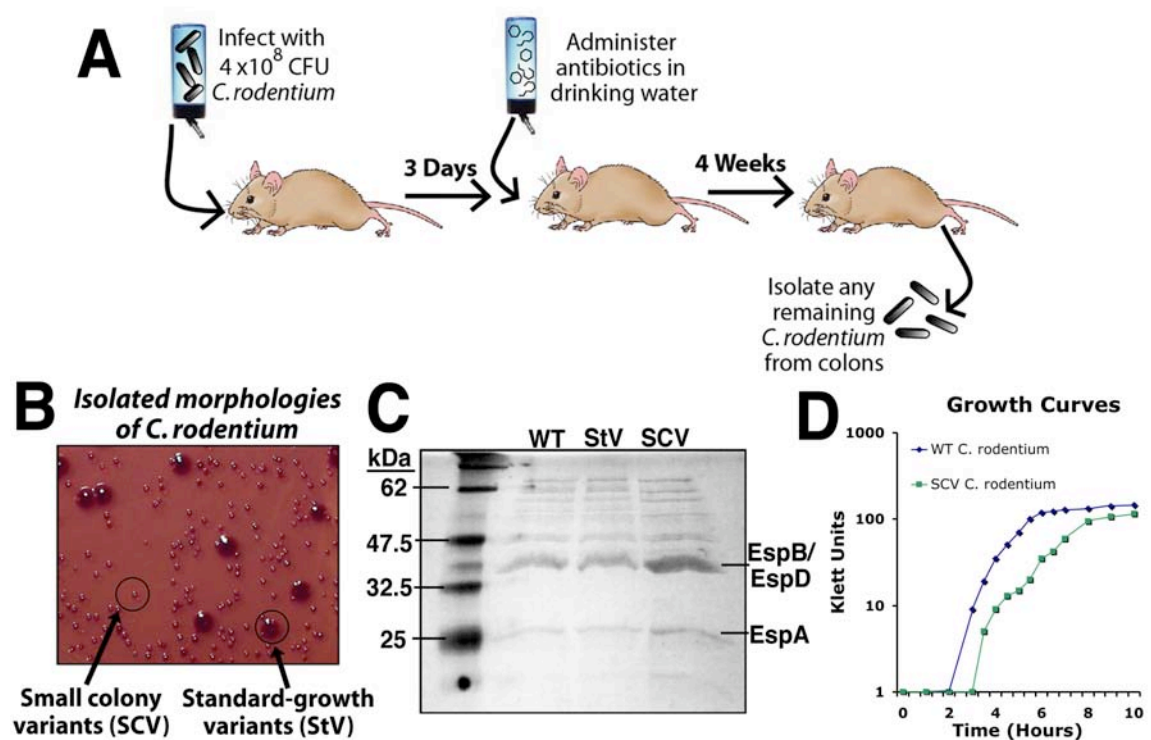 A
Infect with
4 x10⁸ CFU
C. rodentium
Administer
antibiotics in
drinking water
3 Days
4 Weeks
Isolate any
remaining
C. rodentium
from colons
B
Isolated morphologies
of C. rodentium
Small colony
variants (SCV)
Standard-growth
variants (StV)
C
WT StV SCV
kDa
62
47.5
32.5
25
EspB/
EspD
EspA
D
Growth Curves
WT C. rodentium
SCV C. rodentium
Klett Units
1000
100
10
1
0 2 4 6 8 10
Time (Hours)